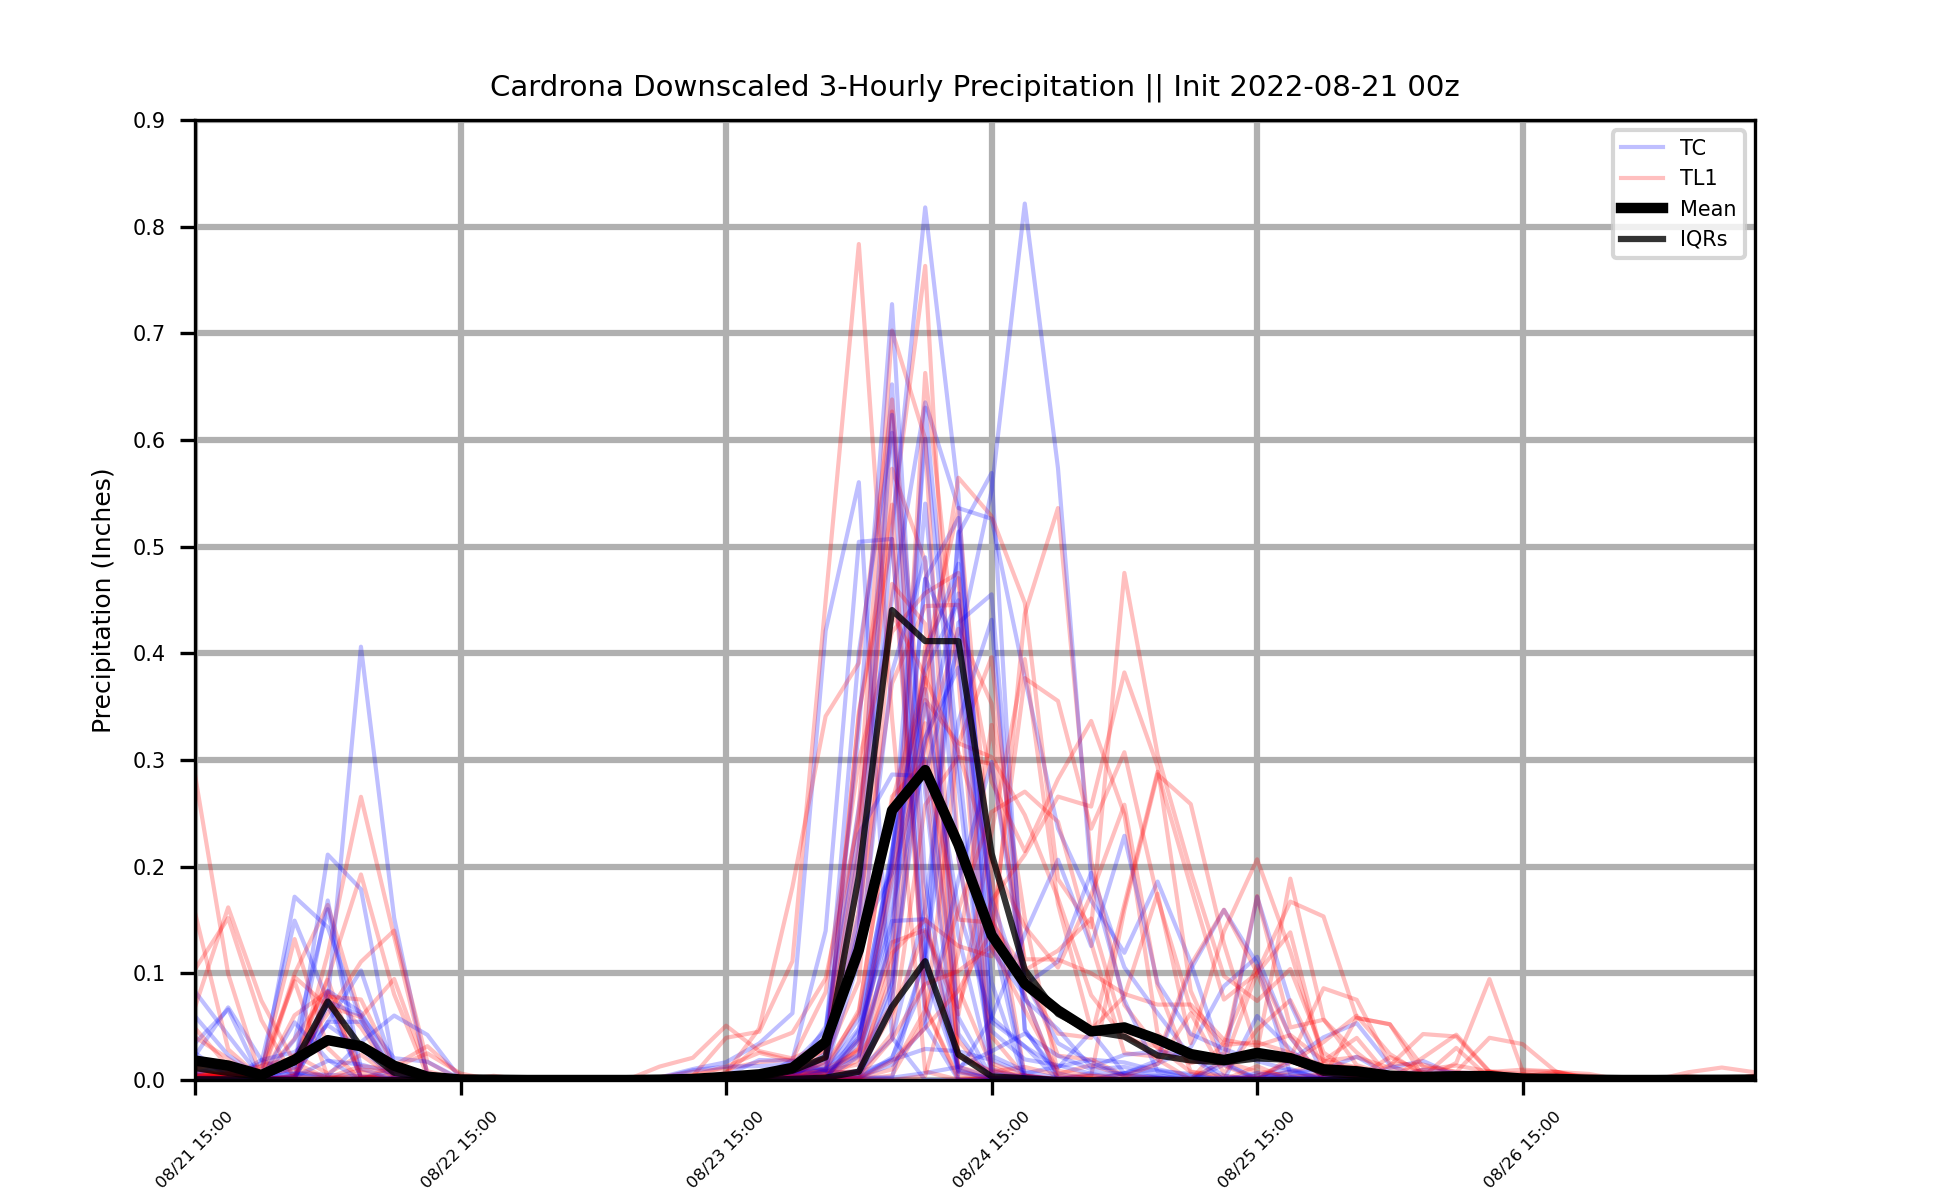 Cardrona Downscaled 3-Hourly Precipitation || Init 2022-08-21 00z
TC
TL1
Mean
IQRs
Precipitation (Inches)
0.9
0.8
0.7
0.6
0.5
0.4
0.3
0.2
0.1
0.0
08/21 15:00
08/22 15:00
08/23 15:00
08/24 15:00
08/25 15:00
08/26 15:00